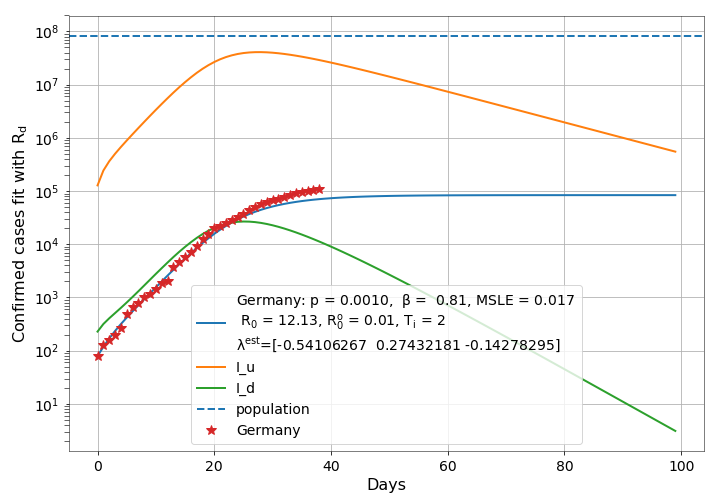 10⁸
10⁷
10⁶
10⁵
10⁴
10³
10²
10¹
Confirmed cases fit with R_d
0 20 40 60 80 100
Days
Germany: p = 0.0010, β = 0.81, MSLE = 0.017
R₀ = 12.13, R₀ᵒ = 0.01, Tᵢ = 2
λᵉˢᵗ=[-0.54106267 0.27432181 -0.14278295]
I_u
I_d
population
Germany